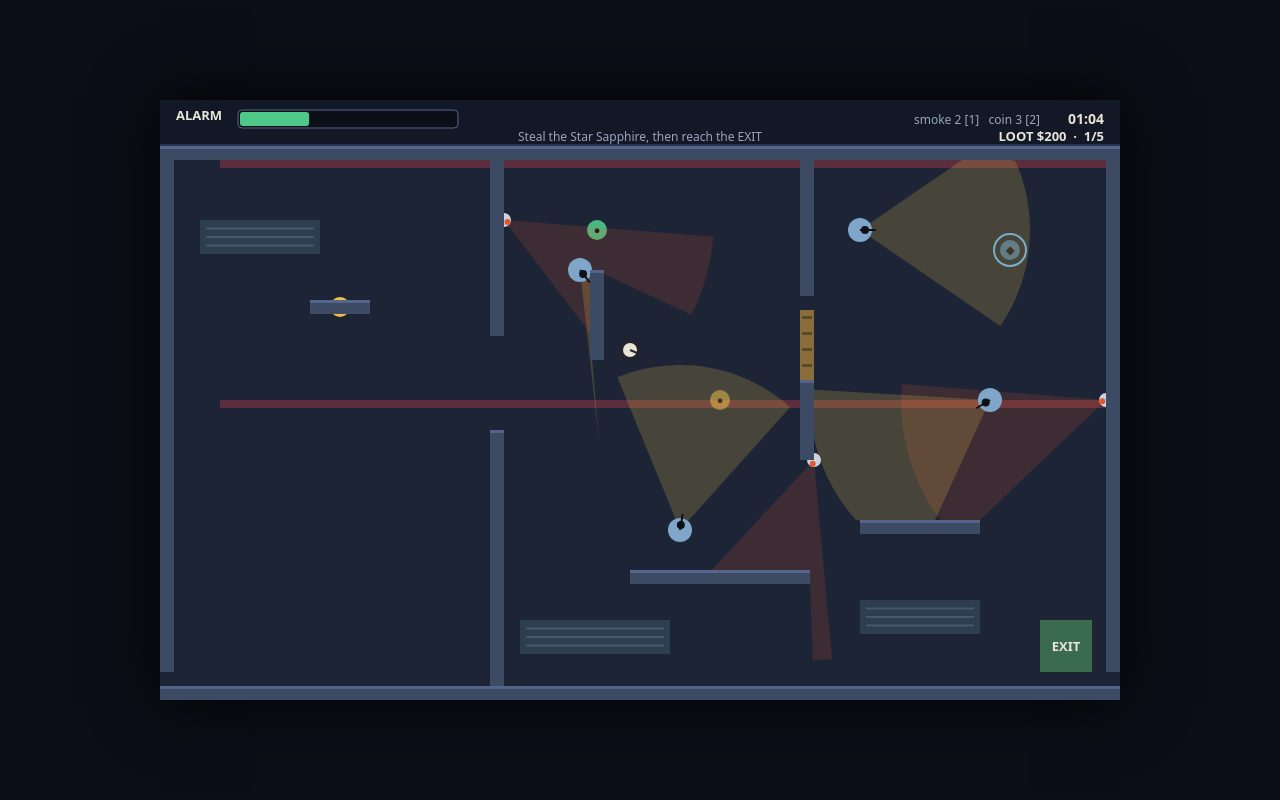 ALARM
smoke 2 [1] coin 3 [2] 01:04
Steal the Star Sapphire, then reach the EXIT
LOOT $200 · 1/5
EXIT